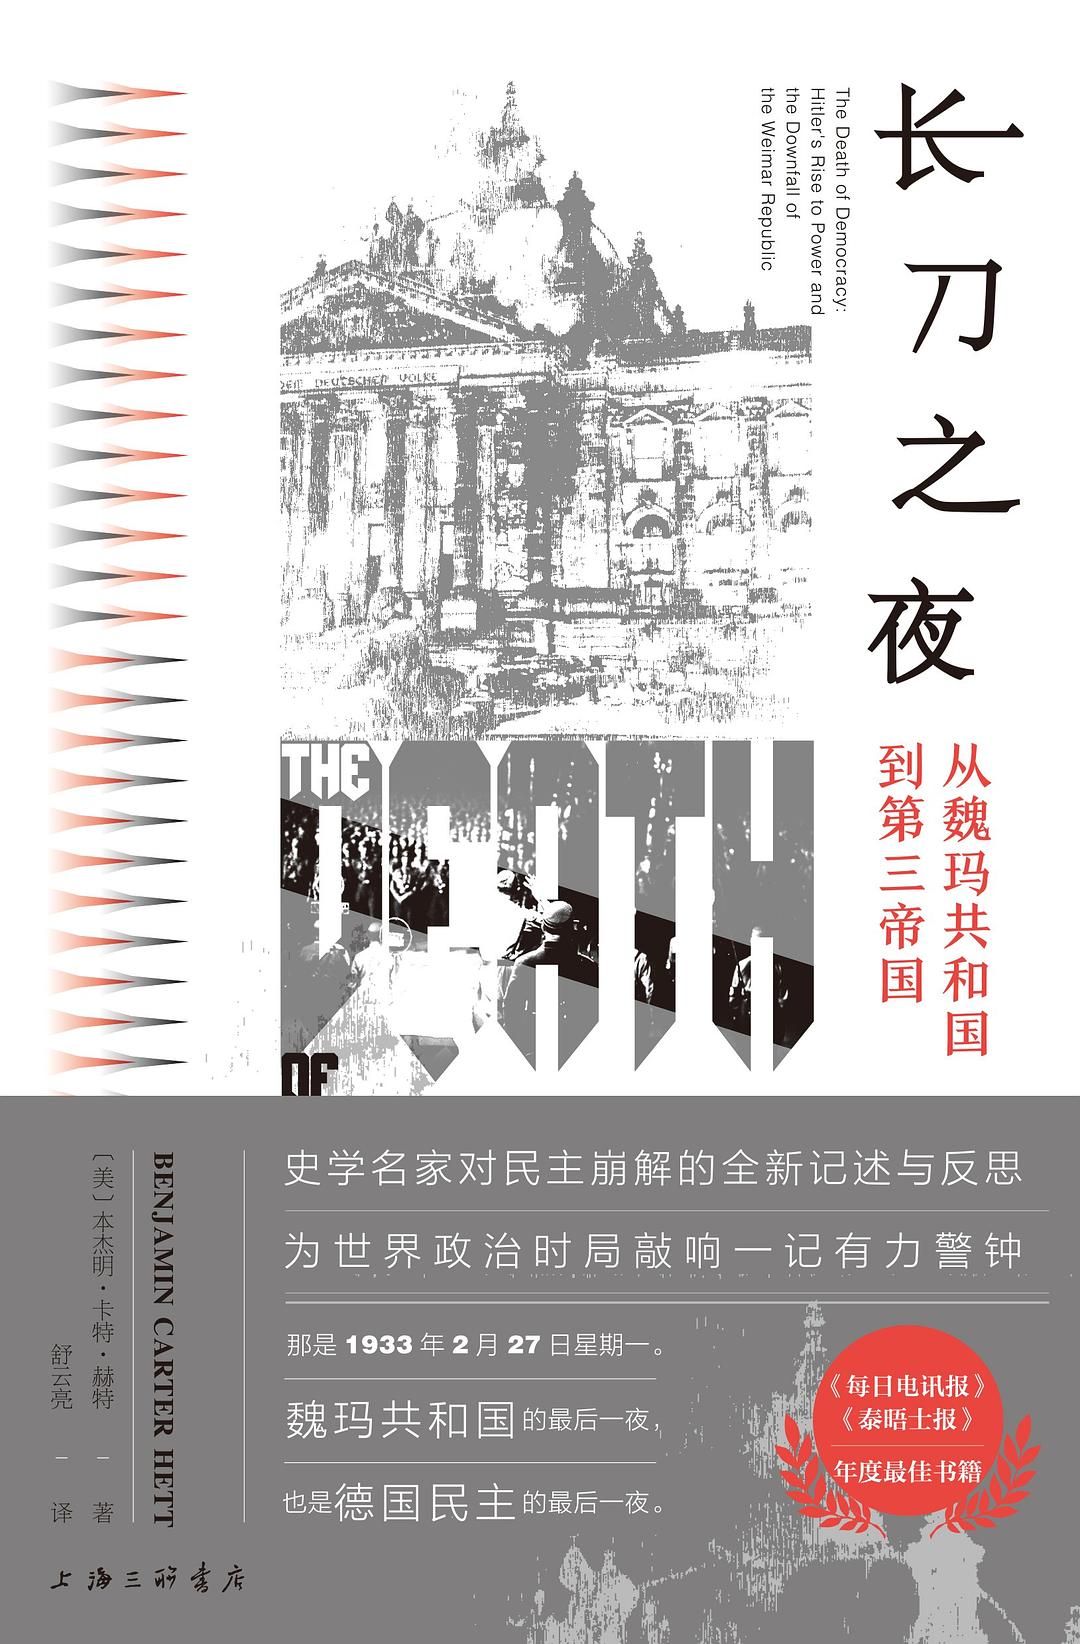 长刀之夜
从魏玛共和国
到第三帝国
The Death of Democracy:
Hitler's Rise to Power and
the Downfall of
the Weimar Republic
DEM DEUTSCHEN VOLKE
THE
DEATH
OF
史学名家对民主崩解的全新记述与反思
为世界政治时局敲响一记有力警钟
那是 1933 年 2 月 27 日星期一。
魏玛共和国的最后一夜，
也是德国民主的最后一夜。
《每日电讯报》
《泰晤士报》
年度最佳书籍
BENJAMIN CARTER HETT
〔美〕本杰明·卡特·赫特 — 著
舒云亮 — 译
上海三联书店